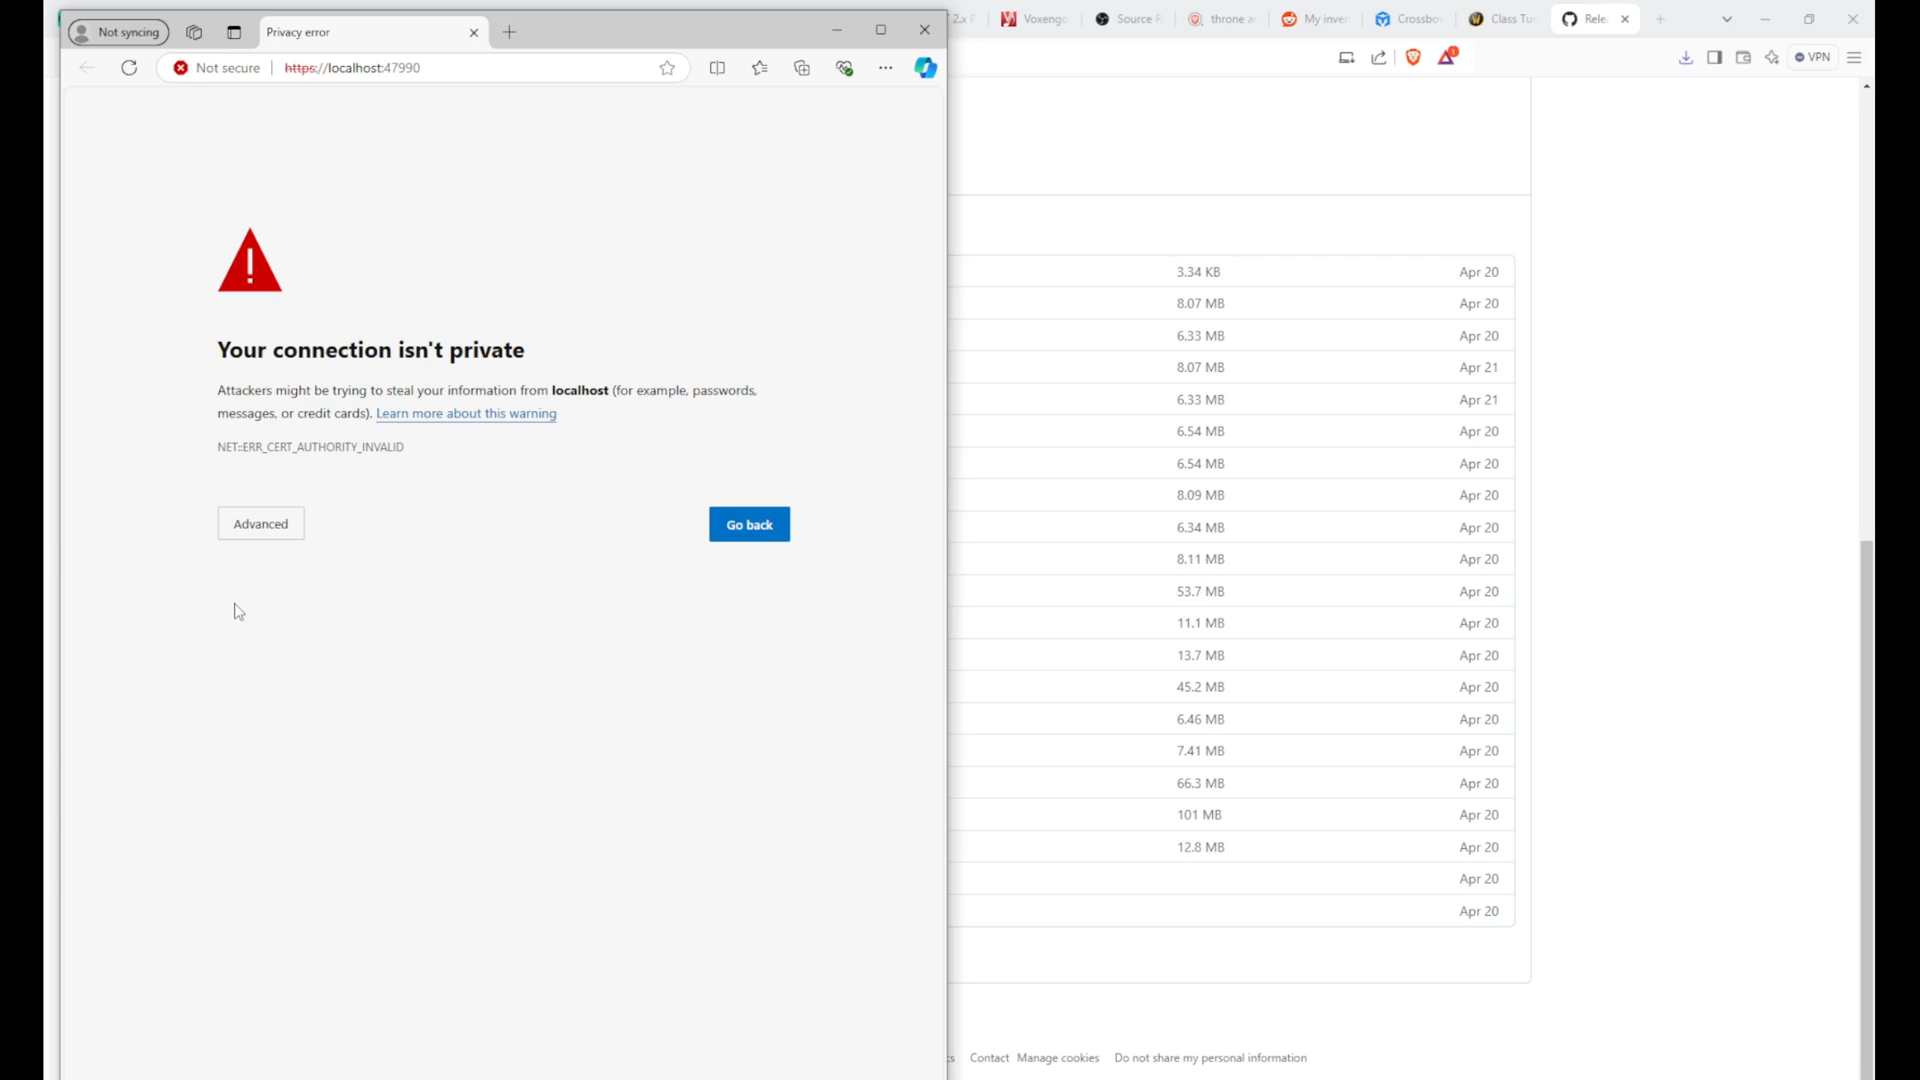 Not syncing
Privacy error
Not secure
https://localhost:47990
Your connection isn't private
Attackers might be trying to steal your information from localhost (for example, passwords,
messages, or credit cards). Learn more about this warning
NET::ERR_CERT_AUTHORITY_INVALID
Advanced
Go back
2.x
Voxengo
Source
throne
My inven
Crossbo
Class Tu
Rele
VPN
3.34 KB Apr 20
8.07 MB Apr 20
6.33 MB Apr 20
8.07 MB Apr 21
6.33 MB Apr 21
6.54 MB Apr 20
6.54 MB Apr 20
8.09 MB Apr 20
6.34 MB Apr 20
8.11 MB Apr 20
53.7 MB Apr 20
11.1 MB Apr 20
13.7 MB Apr 20
45.2 MB Apr 20
6.46 MB Apr 20
7.41 MB Apr 20
66.3 MB Apr 20
101 MB Apr 20
12.8 MB Apr 20
Apr 20
Apr 20
Contact Manage cookies Do not share my personal information